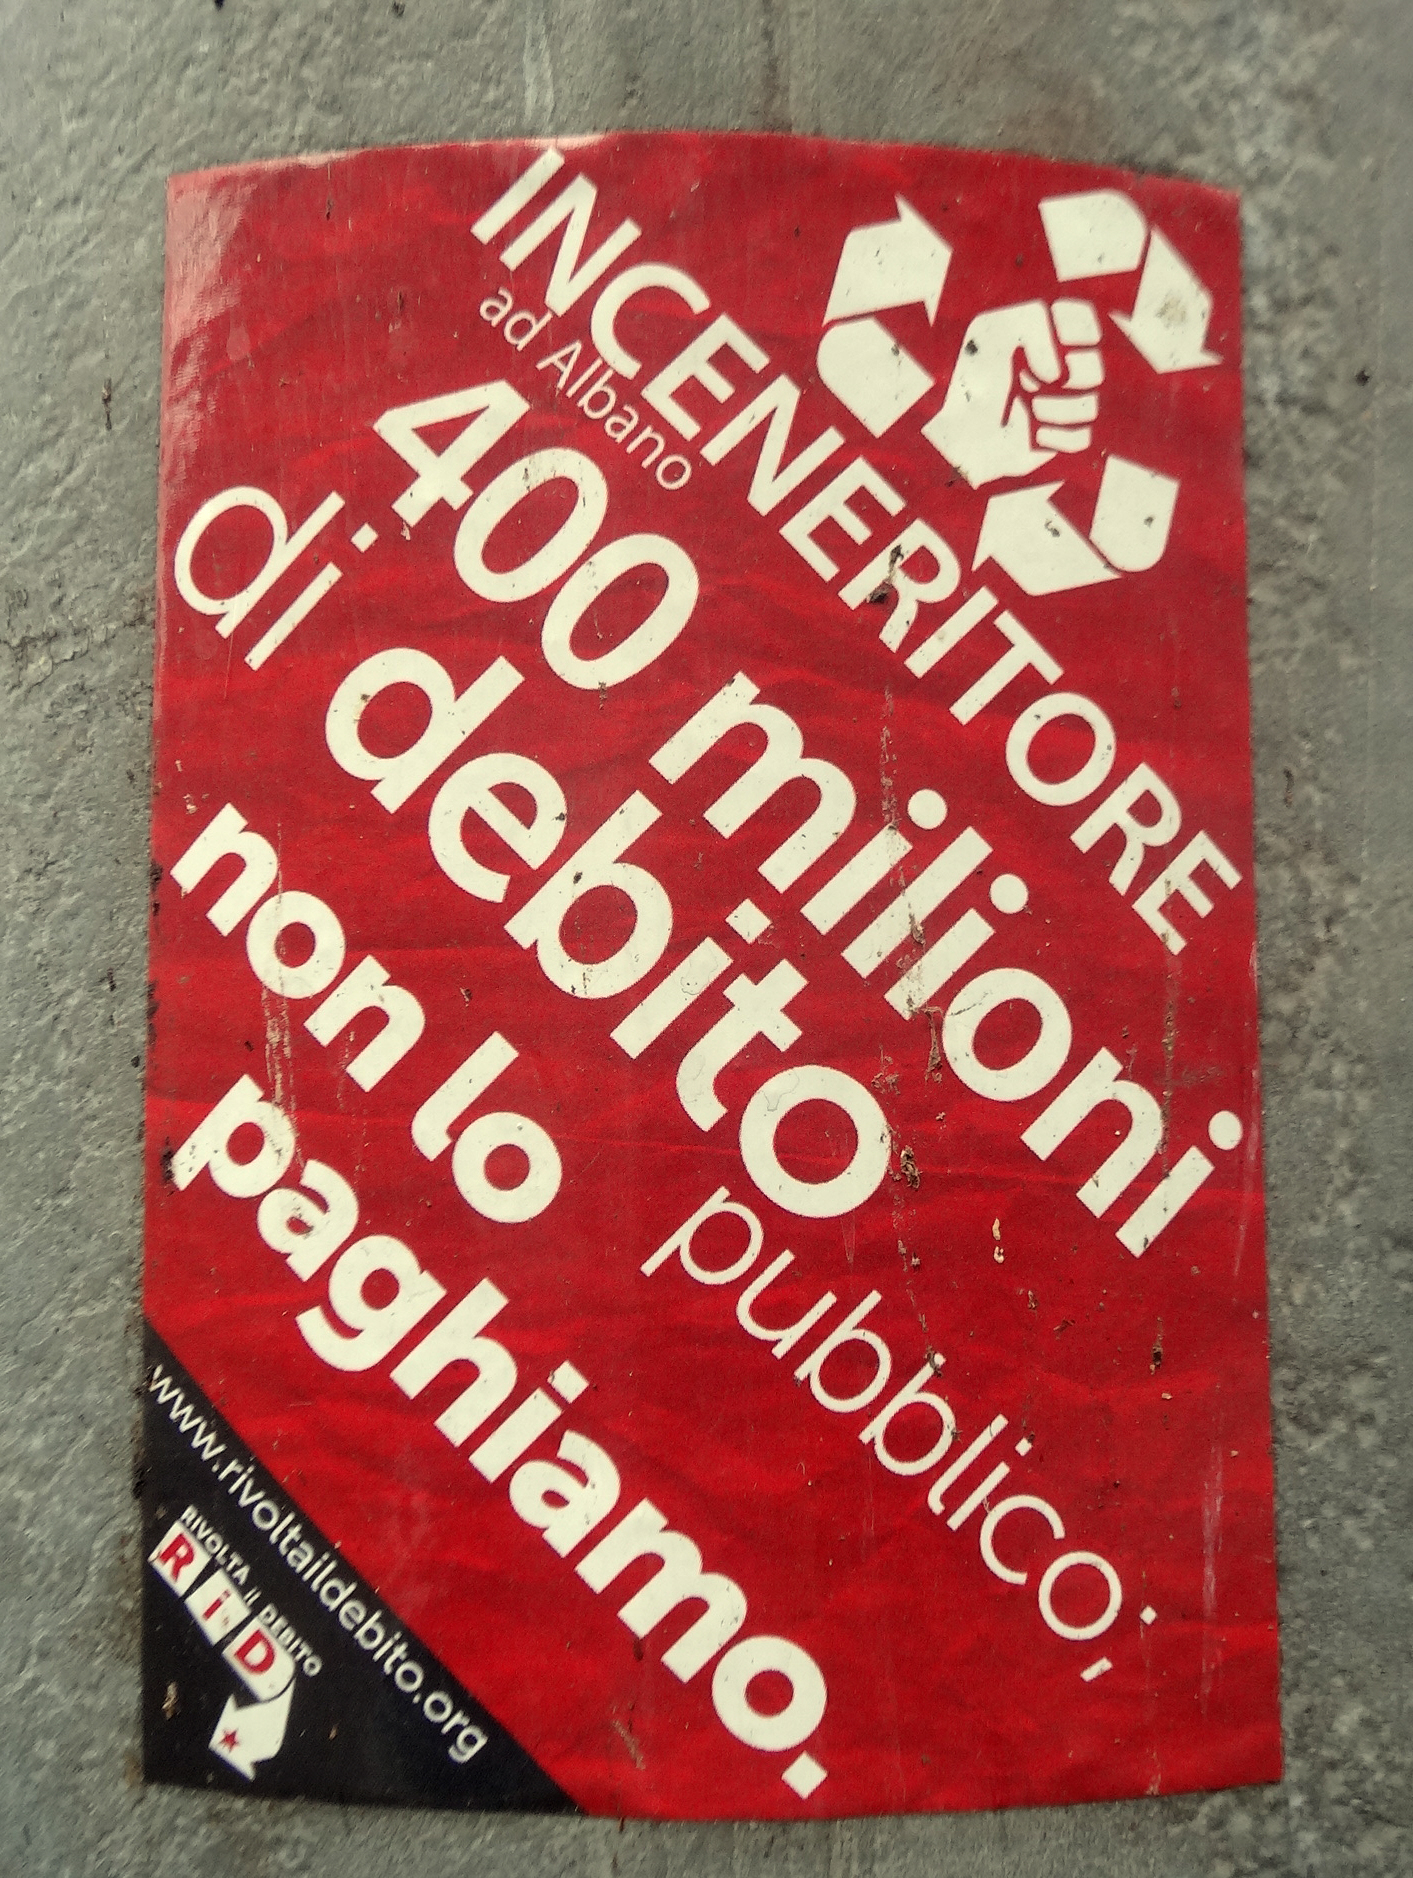 INCENERITORE
ad Albano
400 milioni
di debito pubblico,
non lo
paghiamo.
www.rivoltaildebito.org
RIVOLTA il DEBITO
RiD